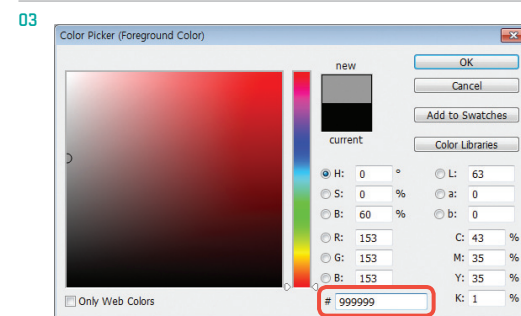 03
Color Picker (Foreground Color)
new
current
OK
Cancel
Add to Swatches
Color Libraries
H: 0 °
S: 0 %
B: 60 %
R: 153
G: 153
B: 153
# 999999
L: 63
a: 0
b: 0
C: 43 %
M: 35 %
Y: 35 %
K: 1 %
Only Web Colors